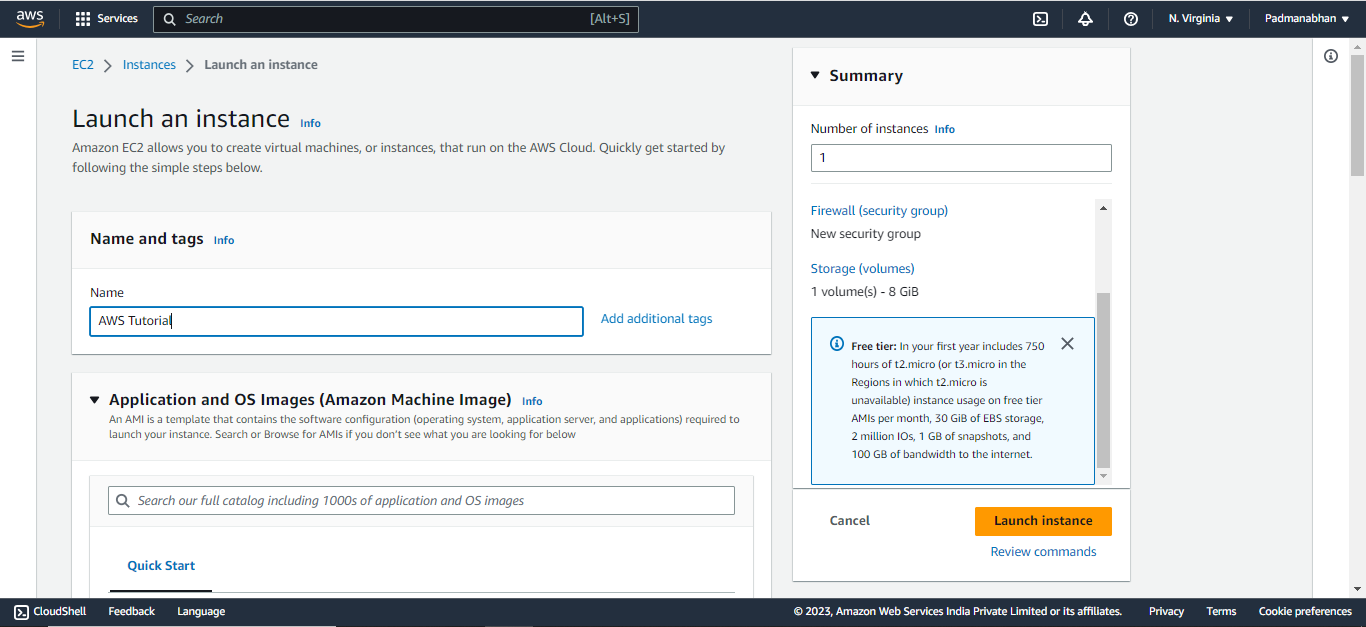 aws
Services
Search
[Alt+S]
N. Virginia
Padmanabhan
EC2
Instances
Launch an instance
Launch an instance Info
Amazon EC2 allows you to create virtual machines, or instances, that run on the AWS Cloud. Quickly get started by
following the simple steps below.
Name and tags Info
Name
AWS Tutorial
Add additional tags
Application and OS Images (Amazon Machine Image) Info
An AMI is a template that contains the software configuration (operating system, application server, and applications) required to
launch your instance. Search or Browse for AMIs if you don't see what you are looking for below
Search our full catalog including 1000s of application and OS images
Quick Start
Summary
Number of instances Info
1
Firewall (security group)
New security group
Storage (volumes)
1 volume(s) - 8 GiB
Free tier: In your first year includes 750
hours of t2.micro (or t3.micro in the
Regions in which t2.micro is
unavailable) instance usage on free tier
AMIs per month, 30 GiB of EBS storage,
2 million IOs, 1 GB of snapshots, and
100 GB of bandwidth to the internet.
Cancel
Launch instance
Review commands
CloudShell
Feedback
Language
© 2023, Amazon Web Services India Private Limited or its affiliates.
Privacy
Terms
Cookie preferences